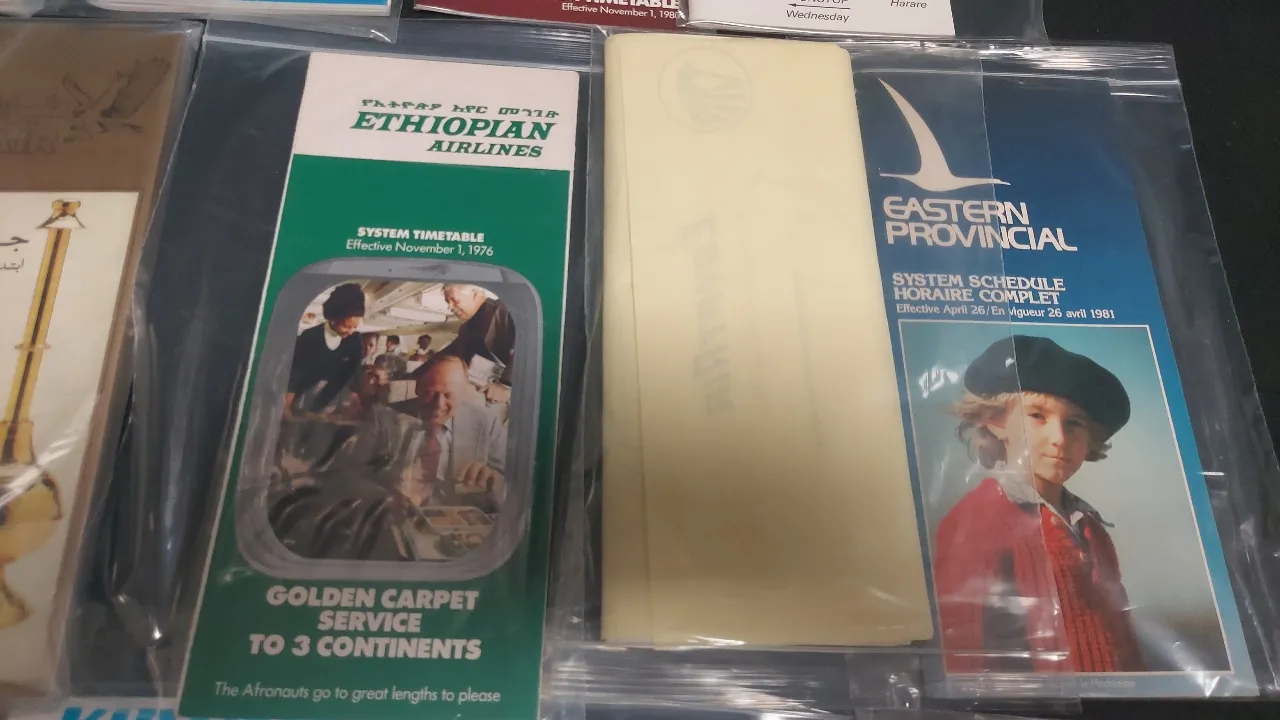 TIMETABLE
Effective November 1, 1980
Wednesday
Harare
የኢትዮጵያ አየር መንገድ
ETHIOPIAN
AIRLINES
SYSTEM TIMETABLE
Effective November 1, 1976
GOLDEN CARPET
SERVICE
TO 3 CONTINENTS
The Afronauts go to great lengths to please
EASTERN
PROVINCIAL
SYSTEM SCHEDULE
HORAIRE COMPLET
Effective April 26/En vigueur 26 avril 1981